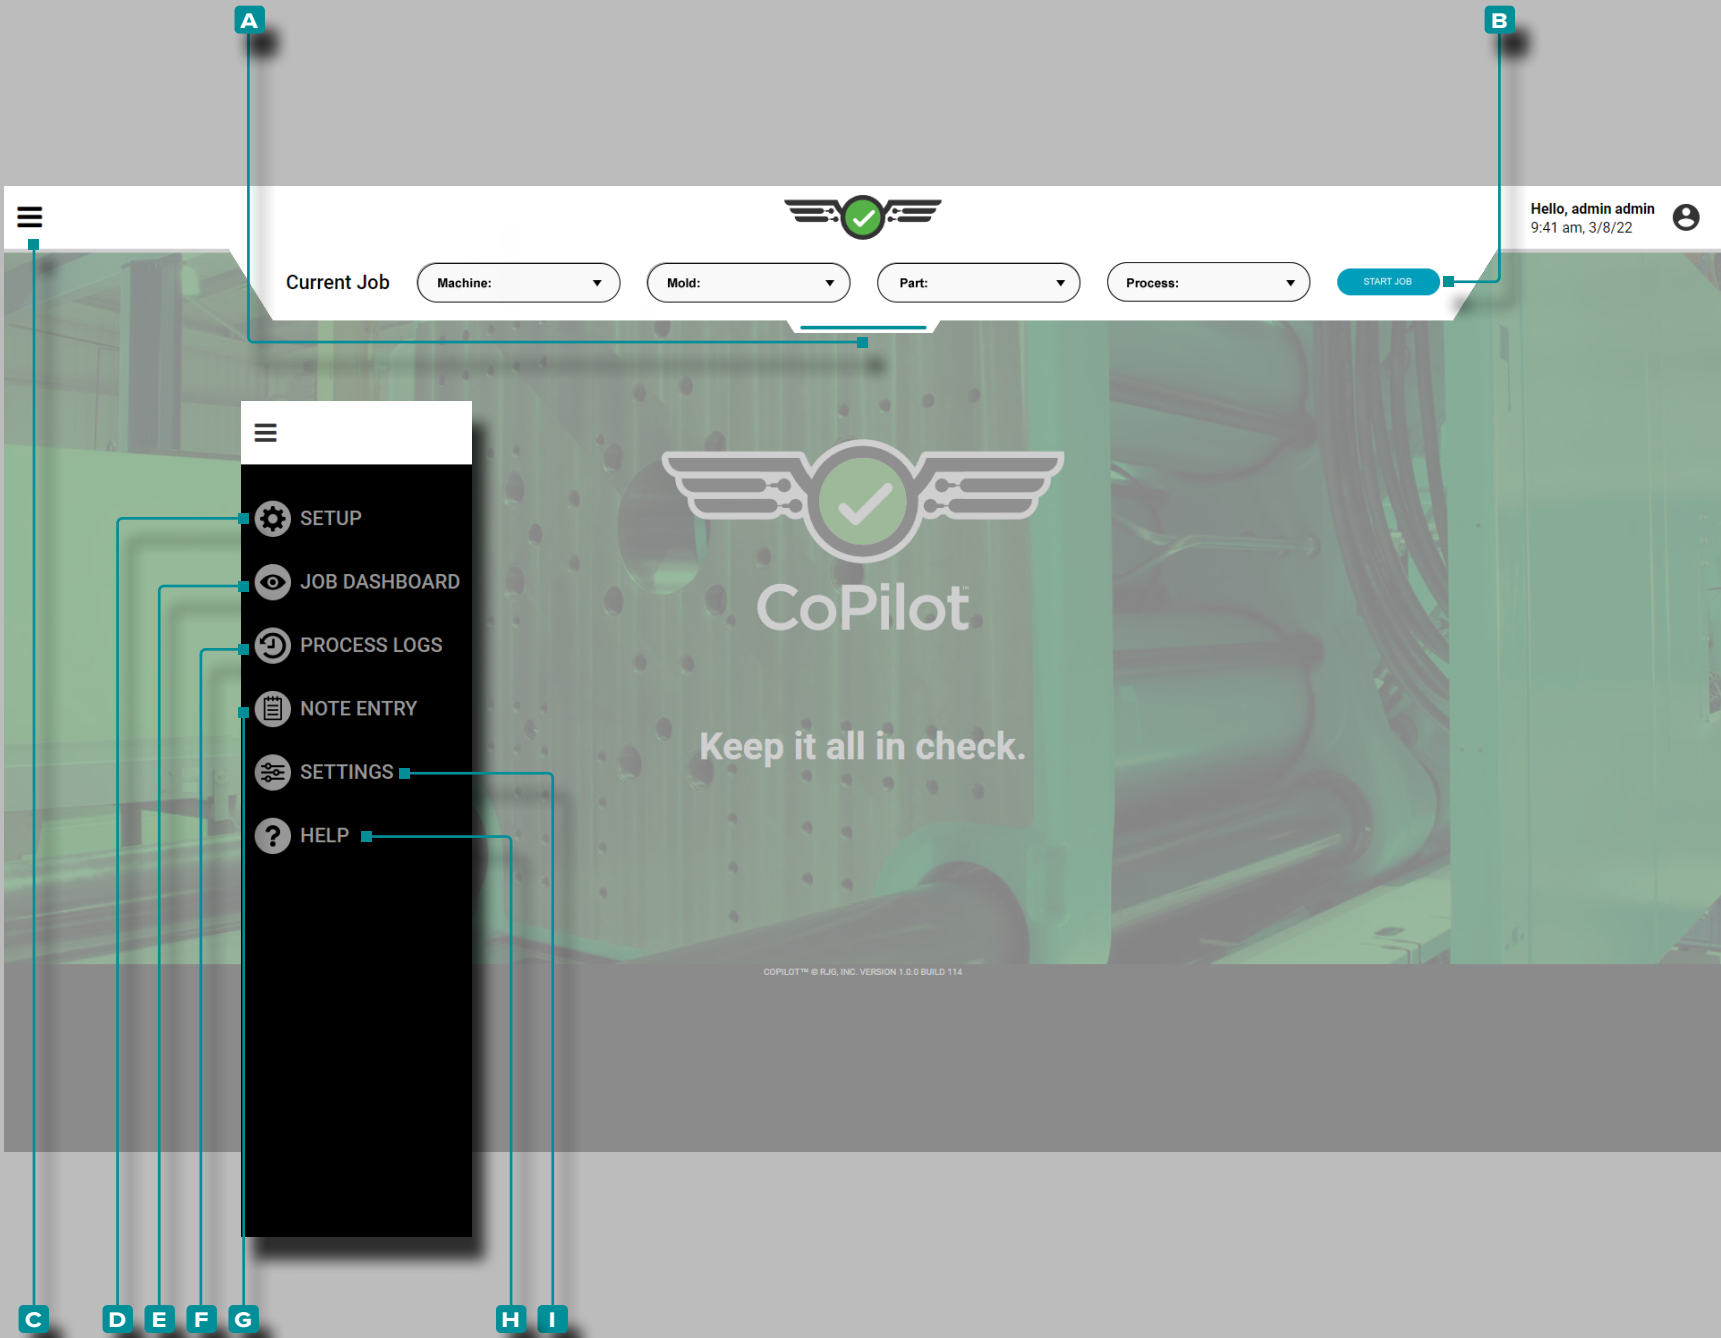 A
B
Hello, admin admin
9:41 am, 3/8/22
Current Job
Machine:
Mold:
Part:
Process:
START JOB
SETUP
JOB DASHBOARD
PROCESS LOGS
NOTE ENTRY
SETTINGS
HELP
CoPilot™
Keep it all in check.
COPILOT™ © RJG, INC. VERSION 1.0.0 BUILD 114
C
D
E
F
G
H
I